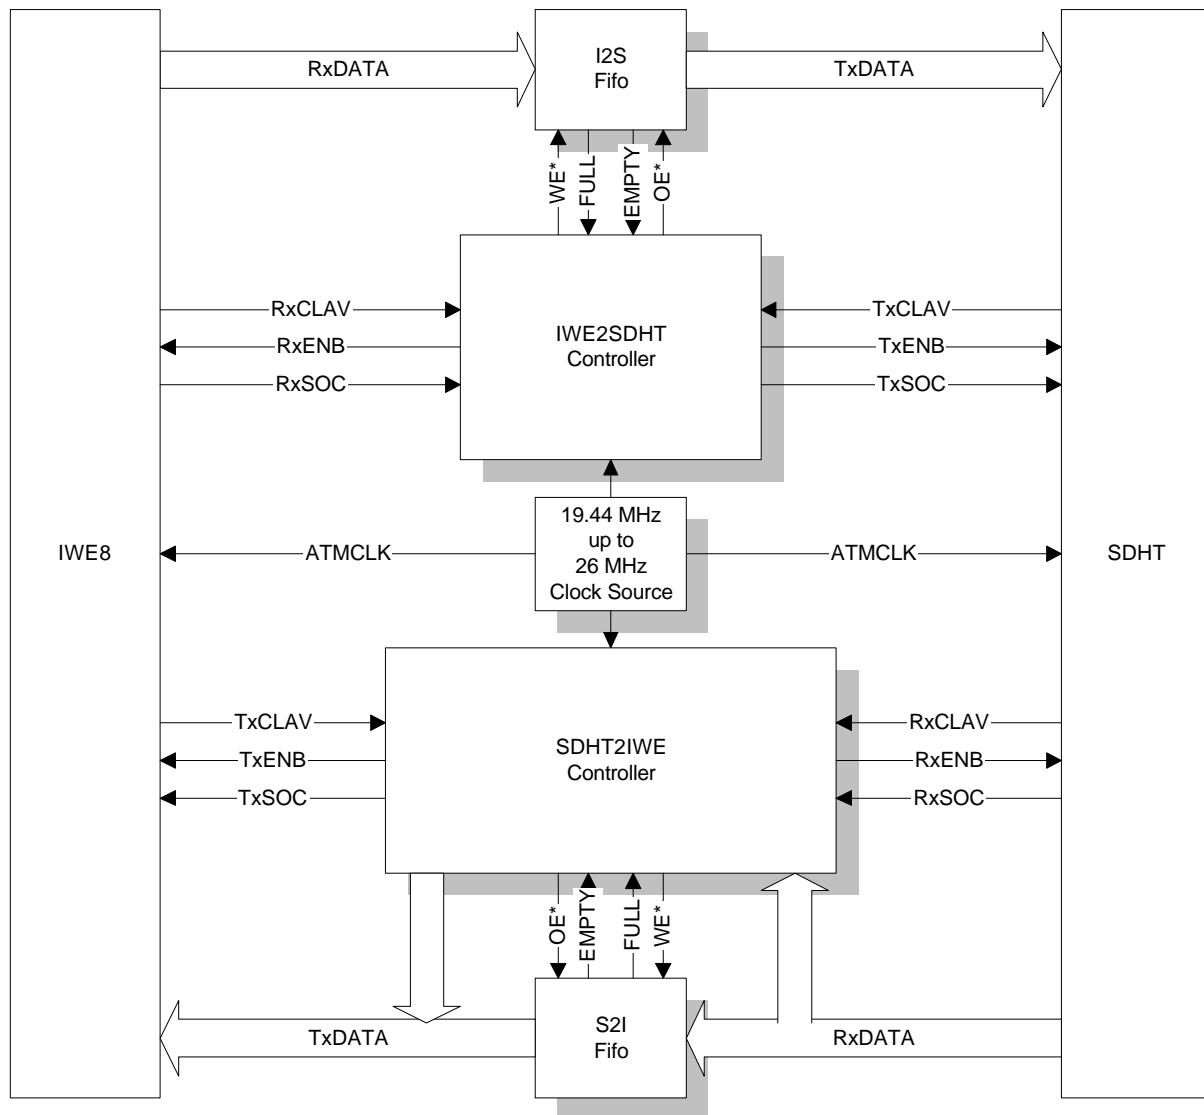 RxDATA
I2S
Fifo
TxDATA
WE*
FULL
EMPTY
OE*
RxCLAV
RxENB
RxSOC
IWE2SDHT
Controller
TxCLAV
TxENB
TxSOC
IWE8
ATMCLK
19.44 MHz
up to
26 MHz
Clock Source
ATMCLK
SDHT
TxCLAV
TxENB
TxSOC
SDHT2IWE
Controller
RxCLAV
RxENB
RxSOC
OE*
EMPTY
FULL
WE*
TxDATA
S2I
Fifo
RxDATA